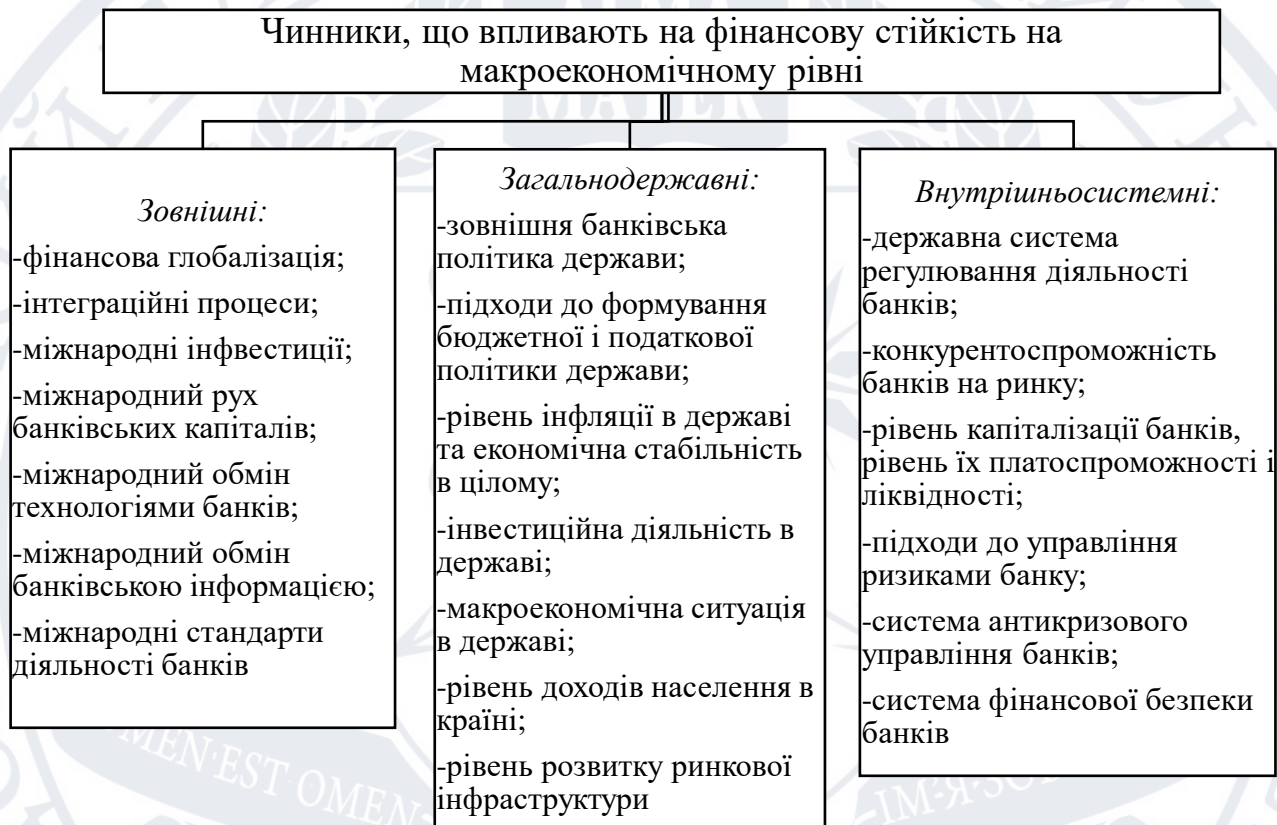 Чинники, що впливають на фінансову стійкість на
макроекономічному рівні
Зовнішні:
-фінансова глобалізація;
-інтеграційні процеси;
-міжнародні інфвестиції;
-міжнародний рух
банківських капіталів;
-міжнародний обмін
технологіями банків;
-міжнародний обмін
банківською інформацією;
-міжнародні стандарти
діяльності банків
Загальнодержавні:
-зовнішня банківська
політика держави;
-підходи до формування
бюджетної і податкової
політики держави;
-рівень інфляції в державі
та економічна стабільність
в цілому;
-інвестиційна діяльність в
державі;
-макроекономічна ситуація
в державі;
-рівень доходів населення в
країні;
-рівень розвитку ринкової
інфраструктури
Внутрішньосистемні:
-державна система
регулювання діяльності
банків;
-конкурентоспроможність
банків на ринку;
-рівень капіталізації банків,
рівень їх платоспроможності і
ліквідності;
-підходи до управління
ризиками банку;
-система антикризового
управління банків;
-система фінансової безпеки
банків
MEN·EST OMEN